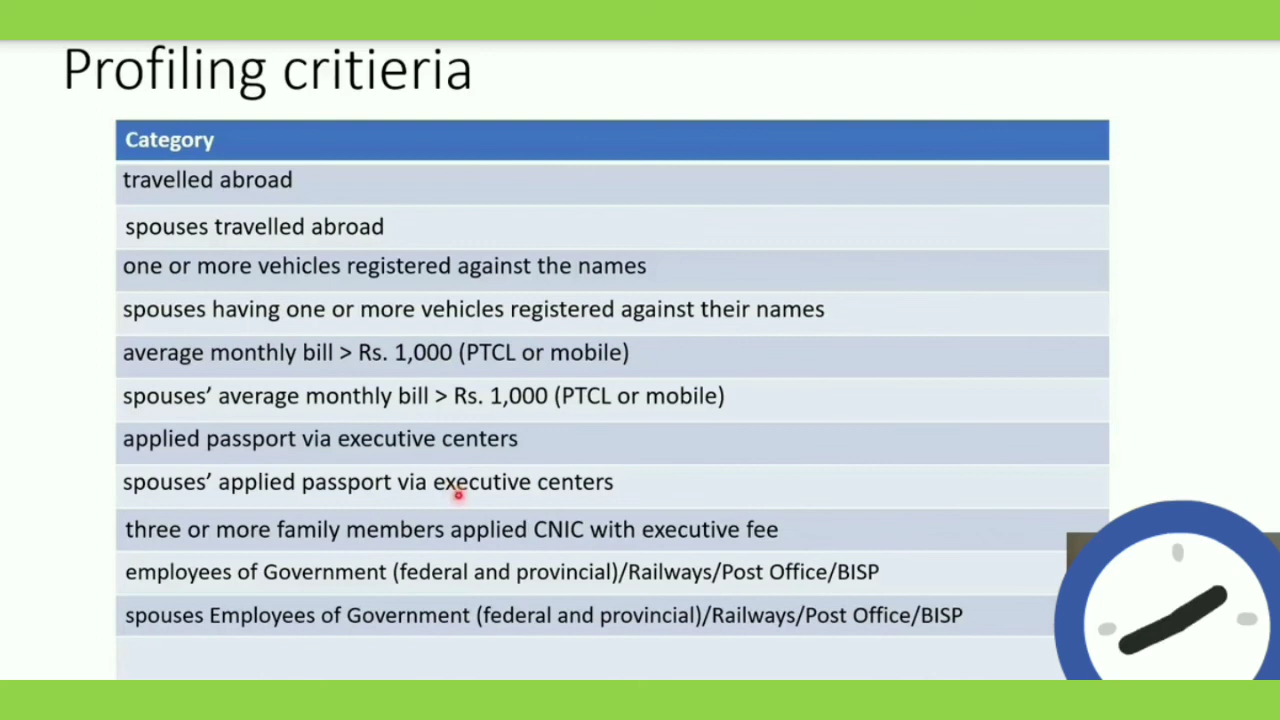 Profiling critieria
Category
travelled abroad
spouses travelled abroad
one or more vehicles registered against the names
spouses having one or more vehicles registered against their names
average monthly bill > Rs. 1,000 (PTCL or mobile)
spouses’ average monthly bill > Rs. 1,000 (PTCL or mobile)
applied passport via executive centers
spouses’ applied passport via executive centers
three or more family members applied CNIC with executive fee
employees of Government (federal and provincial)/Railways/Post Office/BISP
spouses Employees of Government (federal and provincial)/Railways/Post Office/BISP